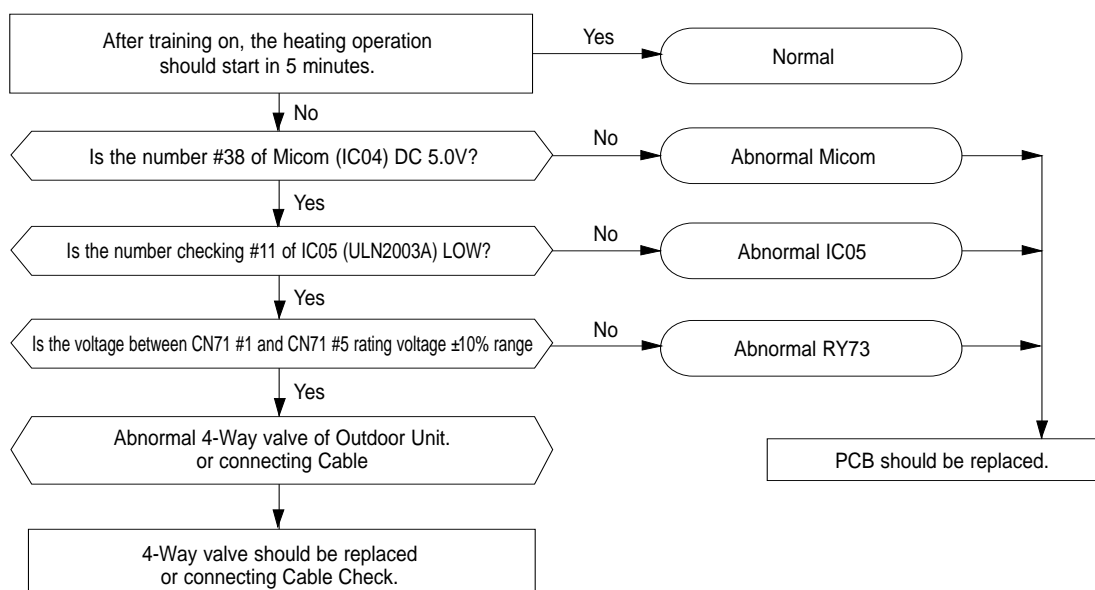 After training on, the heating operation
should start in 5 minutes.
Yes
Normal
No
Is the number #38 of Micom (IC04) DC 5.0V?
No
Abnormal Micom
Yes
Is the number checking #11 of IC05 (ULN2003A) LOW?
No
Abnormal IC05
Yes
Is the voltage between CN71 #1 and CN71 #5 rating voltage ±10% range
No
Abnormal RY73
Yes
Abnormal 4-Way valve of Outdoor Unit.
or connecting Cable
PCB should be replaced.
4-Way valve should be replaced
or connecting Cable Check.